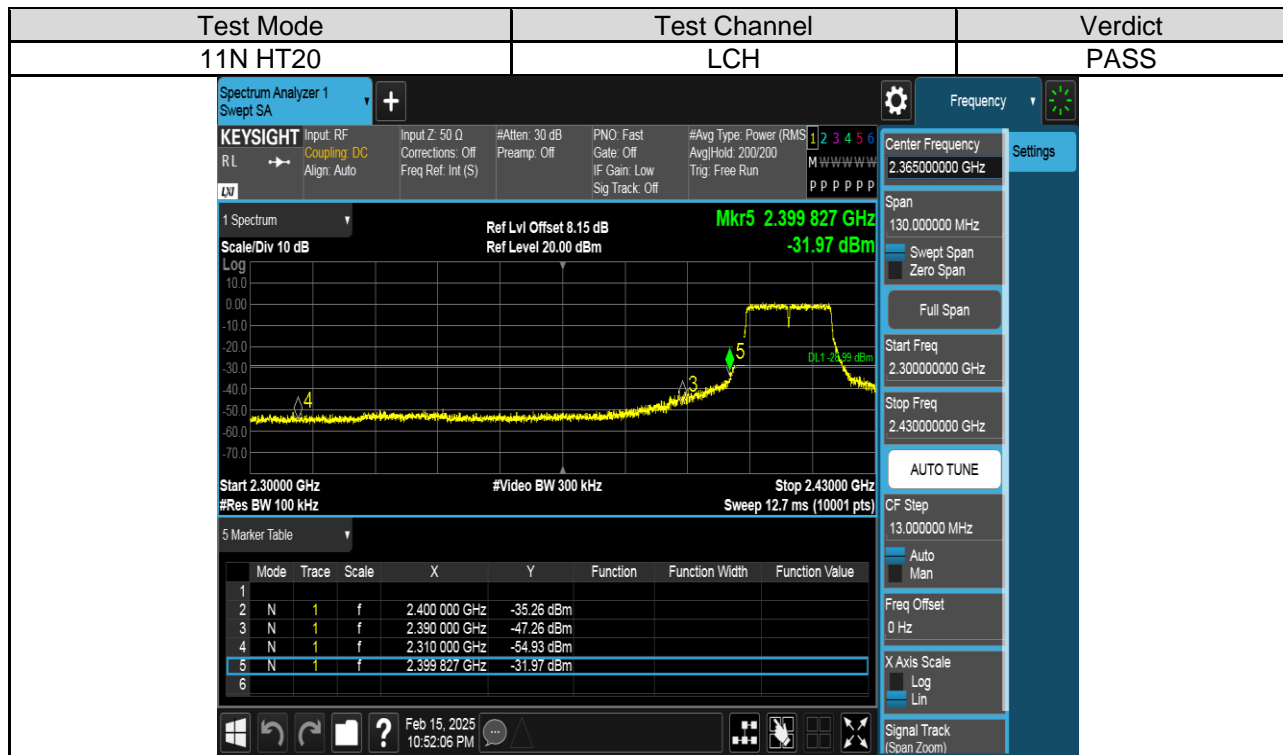 Test Mode Test Channel Verdict
11N HT20 LCH PASS
Spectrum Analyzer 1
Swept SA
+
Frequency
KEYSIGHT Input: RF Input Z: 50 Ω #Atten: 30 dB PNO: Fast #Avg Type: Power (RMS 1 2 3 4 5 6
RL Coupling: DC Corrections: Off Preamp: Off Gate: Off Avg|Hold: 200/200 M W W W W W
Align: Auto Freq Ref: Int (S) IF Gain: Low Trig: Free Run
LXI Sig Track: Off P P P P P P
1 Spectrum
Ref Lvl Offset 8.15 dB Mkr5 2.399 827 GHz
Scale/Div 10 dB Ref Level 20.00 dBm -31.97 dBm
Log
10.0
0.00
-10.0
-20.0
-30.0
-40.0
-50.0
-60.0
-70.0
4
3
5
DL1 -28.99 dBm
Start 2.30000 GHz #Video BW 300 kHz Stop 2.43000 GHz
#Res BW 100 kHz Sweep 12.7 ms (10001 pts)
5 Marker Table
Mode Trace Scale X Y Function Function Width Function Value
1
2 N 1 f 2.400 000 GHz -35.26 dBm
3 N 1 f 2.390 000 GHz -47.26 dBm
4 N 1 f 2.310 000 GHz -54.93 dBm
5 N 1 f 2.399 827 GHz -31.97 dBm
6
Center Frequency
2.365000000 GHz
Settings
Span
130.000000 MHz
Swept Span
Zero Span
Full Span
Start Freq
2.300000000 GHz
Stop Freq
2.430000000 GHz
AUTO TUNE
CF Step
13.000000 MHz
Auto
Man
Freq Offset
0 Hz
X Axis Scale
Log
Lin
Signal Track
(Span Zoom)
?
Feb 15, 2025
10:52:06 PM